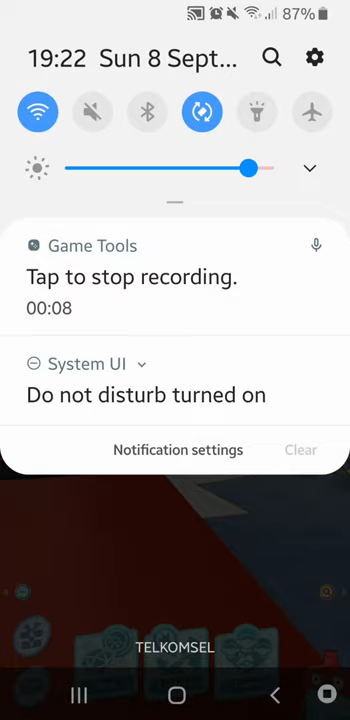 87%
19:22 Sun 8 Sept...
Game Tools
Tap to stop recording.
00:08
System UI
Do not disturb turned on
Notification settings Clear
TELKOMSEL